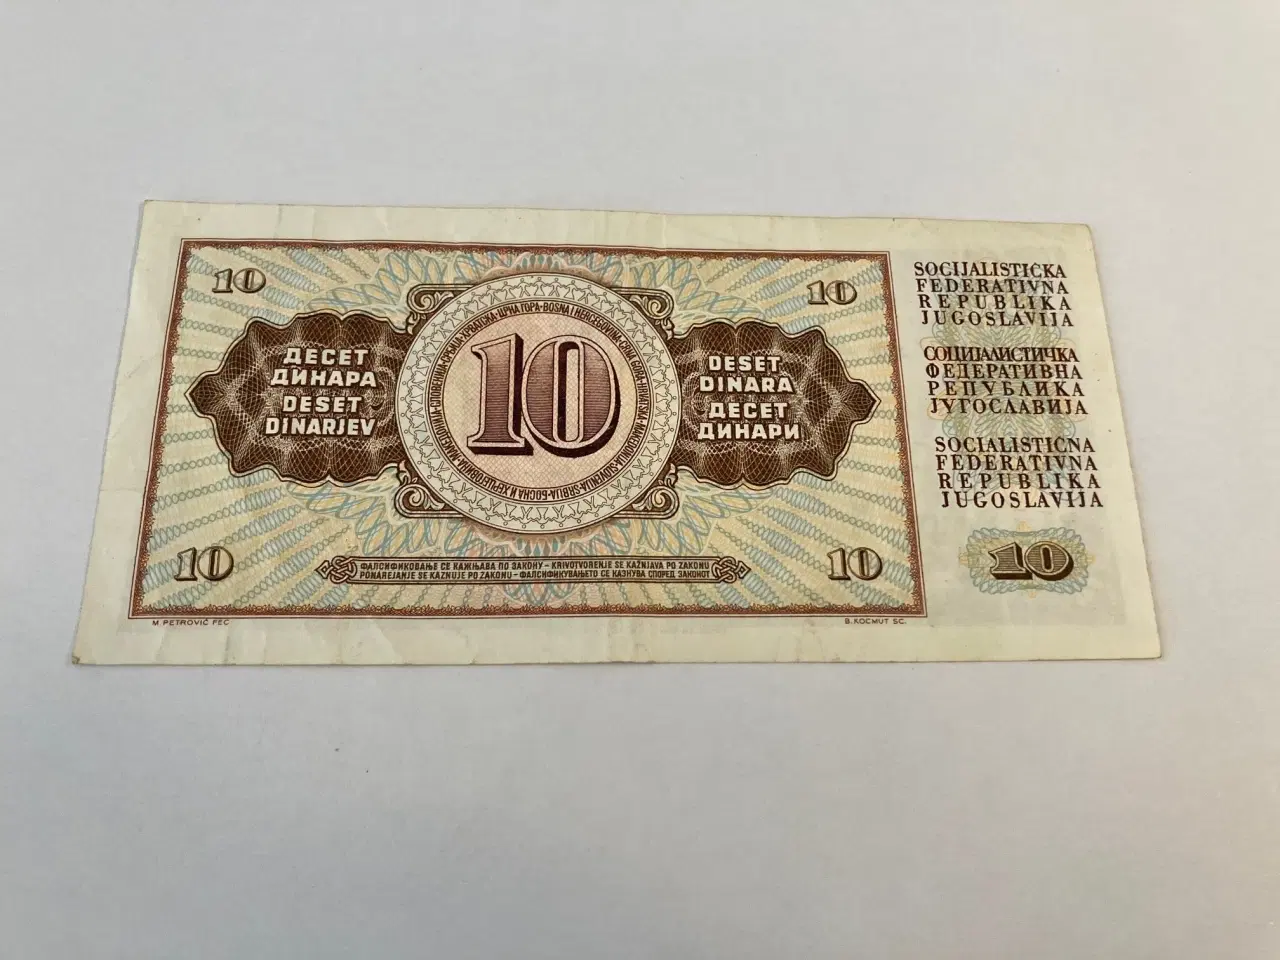 10
10
ДЕСЕТ
ДИНАРА
DESET
DINARJEV
10
DESET
DINARA
ДЕСЕТ
ДИНАРИ
SOCIJALISTIČKA
FEDERATIVNA
REPUBLIKA
JUGOSLAVIJA
СОЦИЈАЛИСТИЧКА
ФЕДЕРАТИВНА
РЕПУБЛИКА
ЈУГОСЛАВИЈА
SOCIALISTIČNA
FEDERATIVNA
REPUBLIKA
JUGOSLAVIJA
10
10
10
ФАЛСИФИКОВАЊЕ СЕ КАЖЊАВА ПО ЗАКОНУ – KRIVOTVORENJE SE KAŽNJAVA PO ZAKONU
PONAREJANJE SE KAZNUJE PO ZAKONU – ФАЛСИФИКУВАЊЕТО СЕ КАЗНУВА СПОРЕД ЗАКОНОТ
M. PETROVIĆ FEC
B. KOCMUT SC.